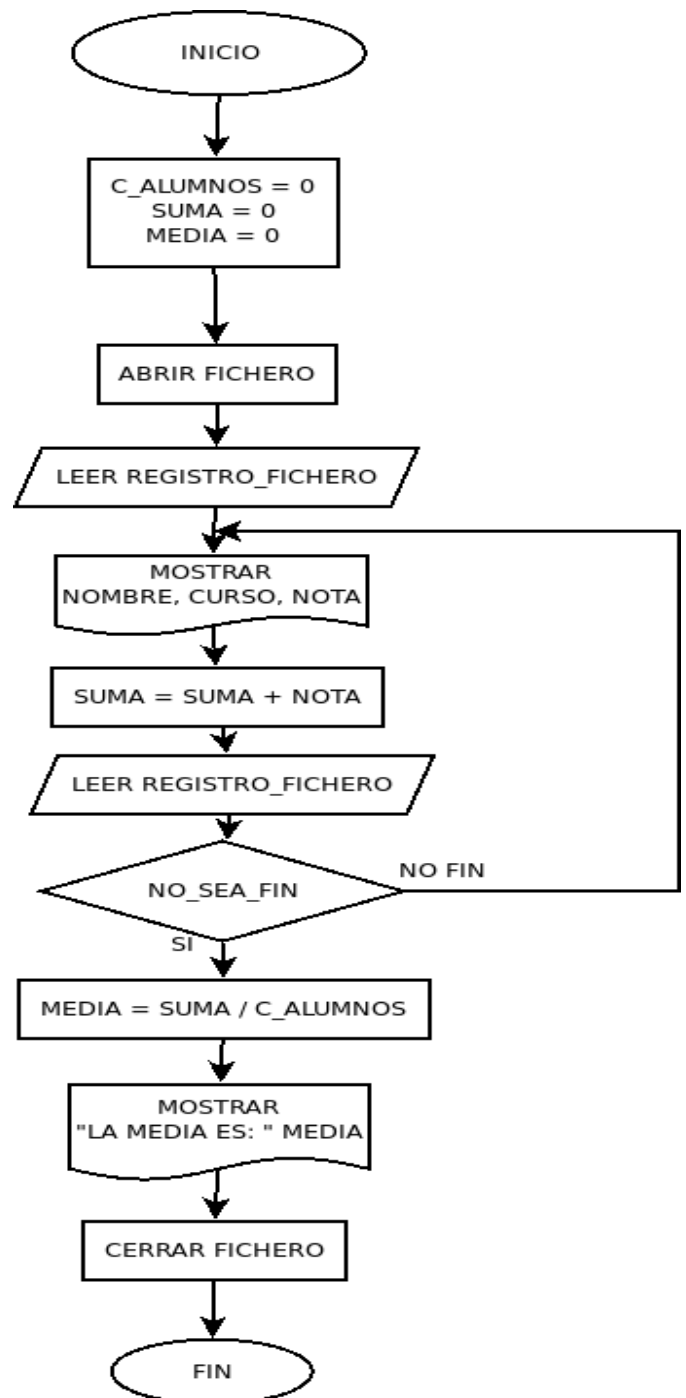 INICIO
C_ALUMNOS = 0
SUMA = 0
MEDIA = 0
ABRIR FICHERO
LEER REGISTRO_FICHERO
MOSTRAR
NOMBRE, CURSO, NOTA
SUMA = SUMA + NOTA
LEER REGISTRO_FICHERO
NO_SEA_FIN
NO FIN
SI
MEDIA = SUMA / C_ALUMNOS
MOSTRAR
"LA MEDIA ES: " MEDIA
CERRAR FICHERO
FIN